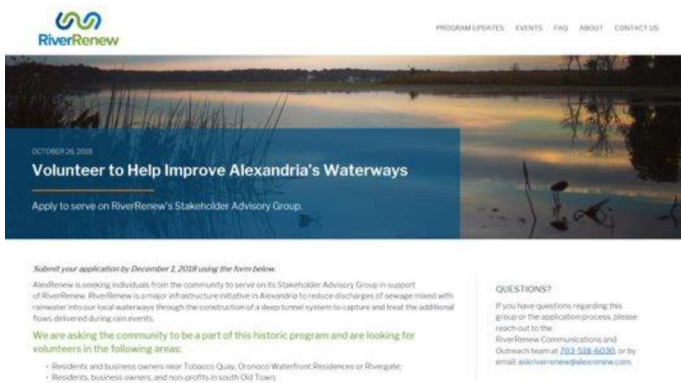 RiverRenew
PROGRAM UPDATES EVENTS FAQ ABOUT CONTACT US
OCTOBER 26, 2018
Volunteer to Help Improve Alexandria's Waterways
Apply to serve on RiverRenew's Stakeholder Advisory Group.
Submit your application by December 1, 2018 using the form below.
AlexRenew is seeking individuals from the community to serve on its Stakeholder Advisory Group in support
of RiverRenew. RiverRenew is a major infrastructure initiative in Alexandria to reduce discharges of sewage mixed with
rainwater into our local waterways through the construction of a deep tunnel system to capture and treat the additional
flows delivered during rain events.
We are asking the community to be a part of this historic program and are looking for
volunteers in the following areas:
• Residents and business owners near Tobacco Quay, Oronoco Waterfront Residences or Rivergate;
• Residents, business owners, and non-profits in south Old Town;
QUESTIONS?
If you have questions regarding this
group or the application process, please
reach out to the
RiverRenew Communications and
Outreach team at 703-518-6030, or by
email: askriverrenew@alexrenew.com.